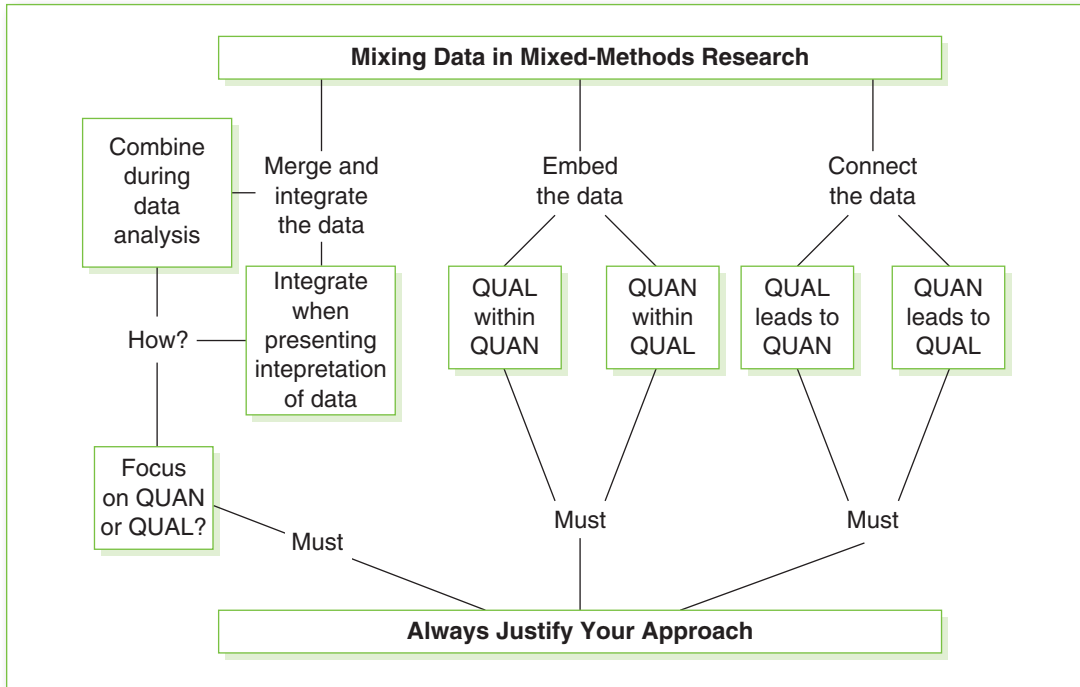 Mixing Data in Mixed-Methods Research
Combine
during
data
analysis
Merge and
integrate
the data
Embed
the data
Connect
the data
How?
Integrate
when
presenting
intepretation
of data
QUAL
within
QUAN
QUAN
within
QUAL
QUAL
leads to
QUAN
QUAN
leads to
QUAL
Focus
on QUAN
or QUAL?
Must
Must
Must
Always Justify Your Approach